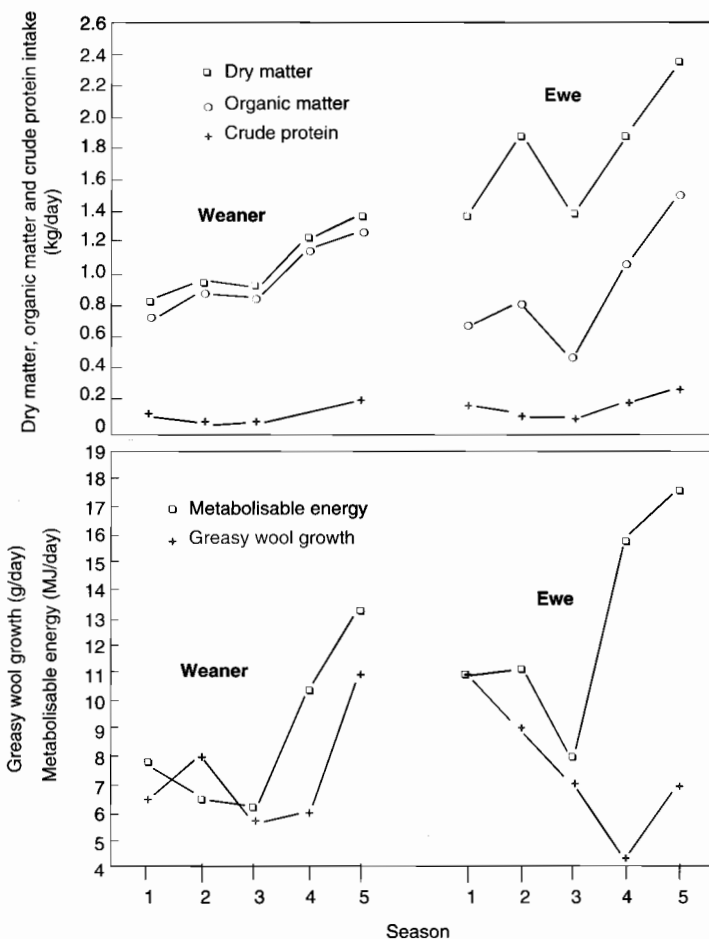 Dry matter, organic matter and crude protein intake
(kg/day)
2.6
2.4
2.0
1.8
1.6
1.4
1.2
1.0
0.8
0.6
0.4
0.2
0
Dry matter
Organic matter
Crude protein
Weaner
Ewe
Greasy wool growth (g/day)
Metabolisable energy (MJ/day)
19
18
17
16
15
14
13
12
11
10
9
8
7
6
5
4
Metabolisable energy
Greasy wool growth
Weaner
Ewe
1 2 3 4 5 1 2 3 4 5
Season